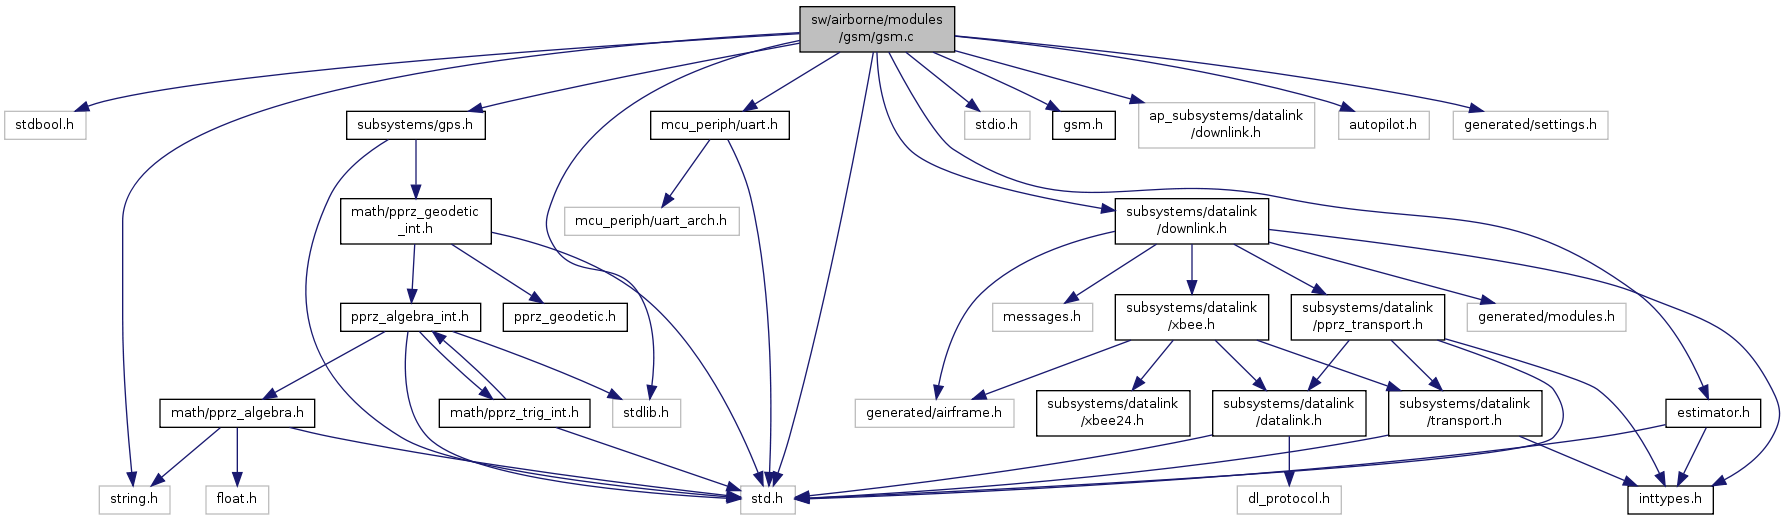 sw/airborne/modules
/gsm/gsm.c
stdbool.h
subsystems/gps.h
mcu_periph/uart.h
stdio.h
gsm.h
ap_subsystems/datalink
/downlink.h
autopilot.h
generated/settings.h
math/pprz_geodetic
_int.h
mcu_periph/uart_arch.h
subsystems/datalink
/downlink.h
pprz_algebra_int.h
pprz_geodetic.h
messages.h
subsystems/datalink
/xbee.h
subsystems/datalink
/pprz_transport.h
generated/modules.h
math/pprz_algebra.h
math/pprz_trig_int.h
stdlib.h
generated/airframe.h
subsystems/datalink
/xbee24.h
subsystems/datalink
/datalink.h
subsystems/datalink
/transport.h
estimator.h
string.h
float.h
std.h
dl_protocol.h
inttypes.h